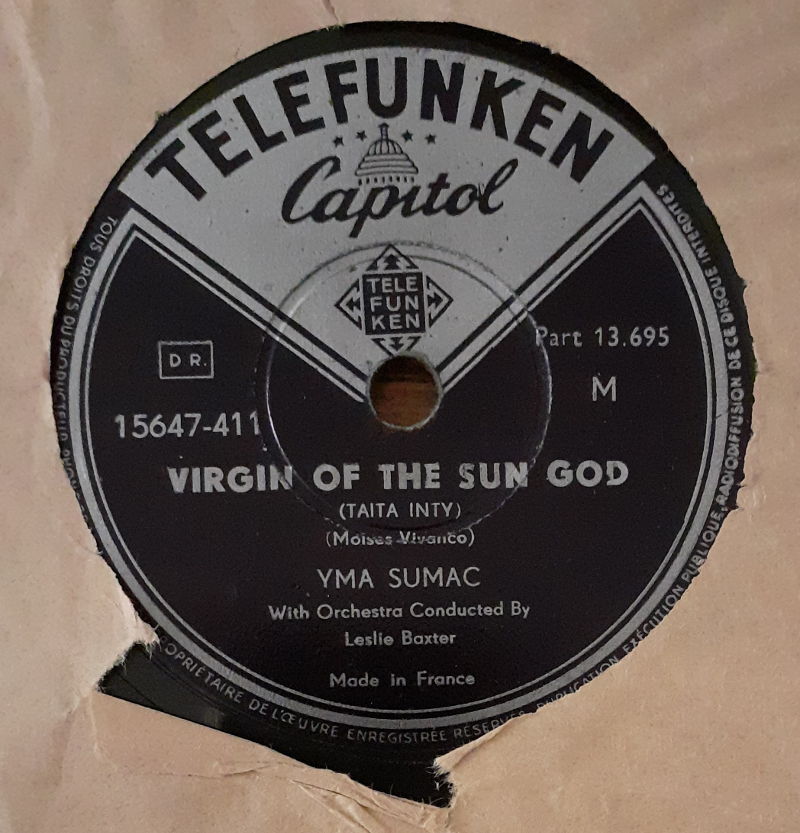 TELEFUNKEN
Capitol
TELE
FUN
KEN
D R.
Part 13.695
15647-411
M
VIRGIN OF THE SUN GOD
(TAITA INTY)
(Moises Vivanco)
YMA SUMAC
With Orchestra Conducted By
Leslie Baxter
Made in France
TOUS DROITS DU PRODUCTEUR PROPRIÉTAIRE DE L'ŒUVRE ENREGISTRÉE RÉSERVÉS PUBLICATION EXÉCUTION PUBLIQUE, RADIODIFFUSION DE CE DISQUE INTERDITES